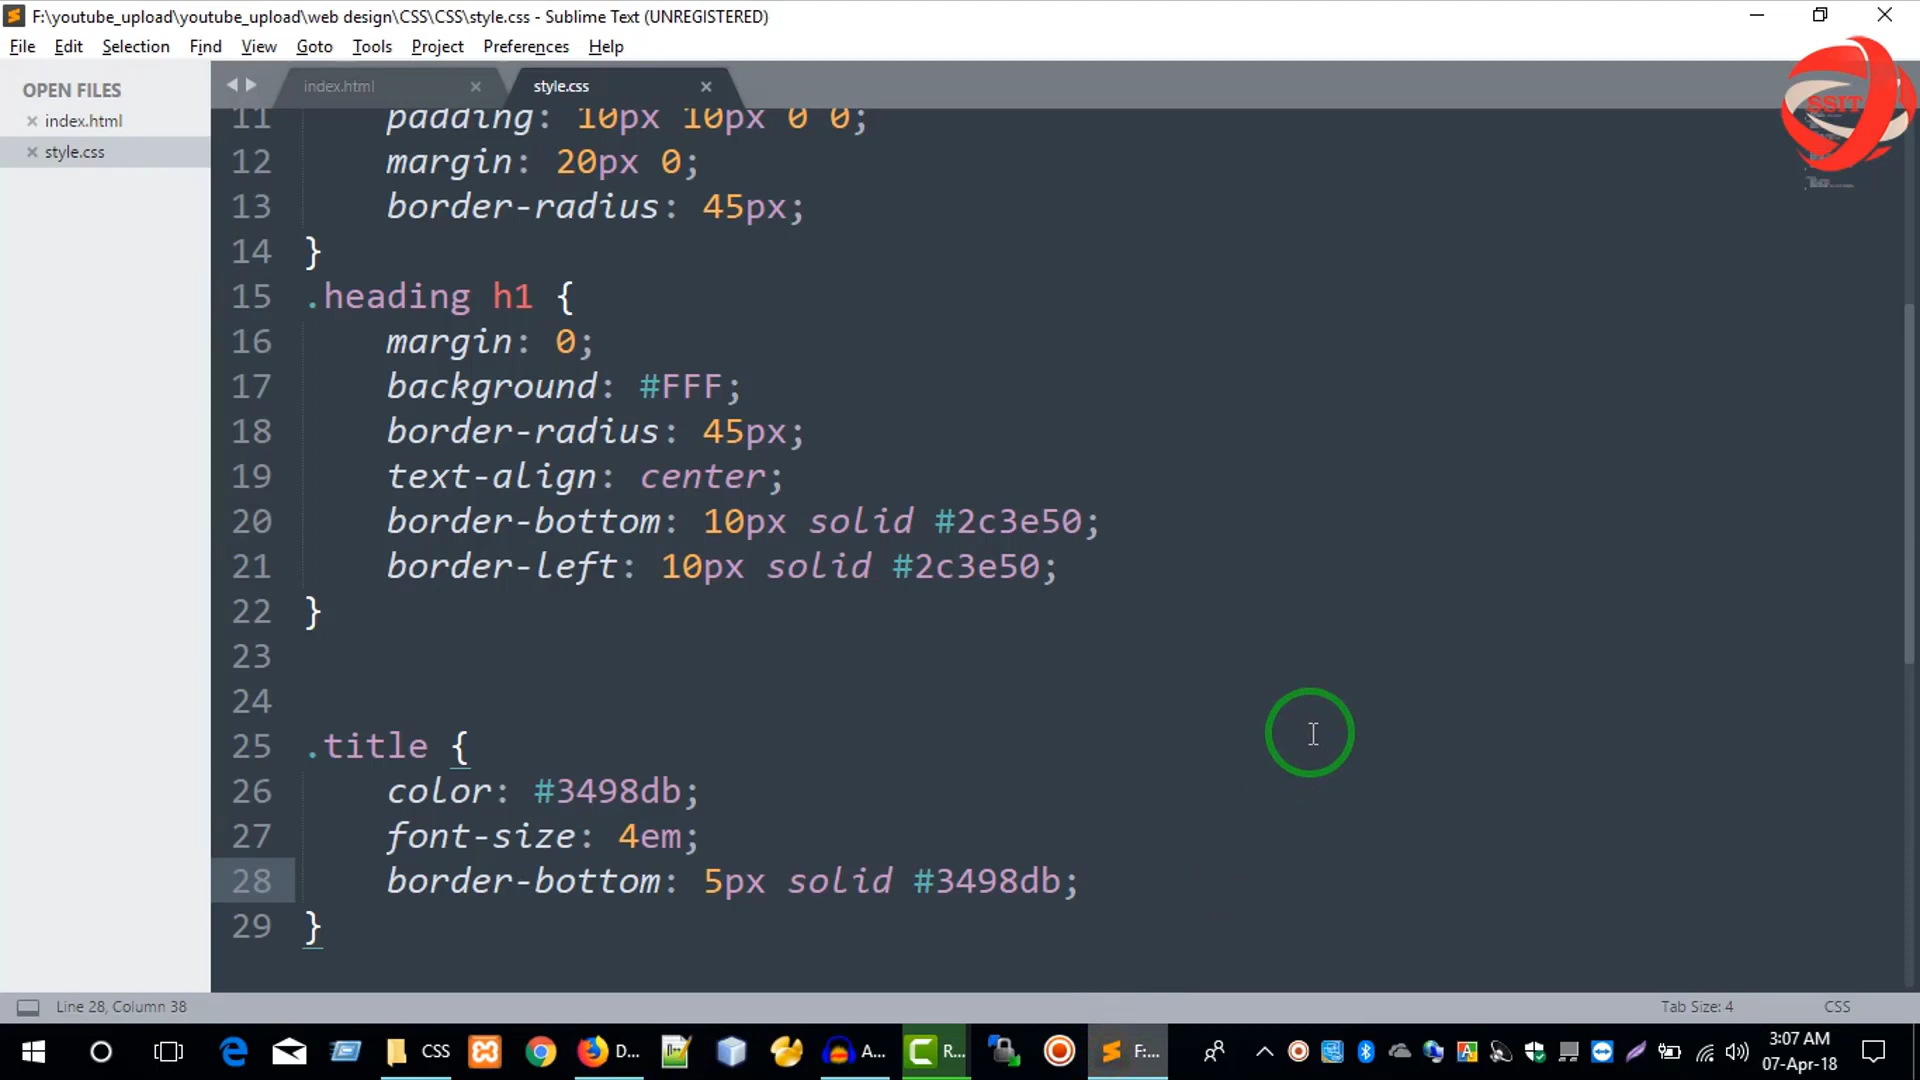 F:\youtube_upload\youtube_upload\web design\CSS\CSS\style.css - Sublime Text (UNREGISTERED)
File Edit Selection Find View Goto Tools Project Preferences Help
OPEN FILES
index.html
style.css
index.html style.css
SSIT
11 padding: 10px 10px 0 0;
12 margin: 20px 0;
13 border-radius: 45px;
14 }
15 .heading h1 {
16 margin: 0;
17 background: #FFF;
18 border-radius: 45px;
19 text-align: center;
20 border-bottom: 10px solid #2c3e50;
21 border-left: 10px solid #2c3e50;
22 }
23
24
25 .title {
26 color: #3498db;
27 font-size: 4em;
28 border-bottom: 5px solid #3498db;
29 }
Line 28, Column 38 Tab Size: 4 CSS
CSS D... A... R... F:... 3:07 AM
07-Apr-18